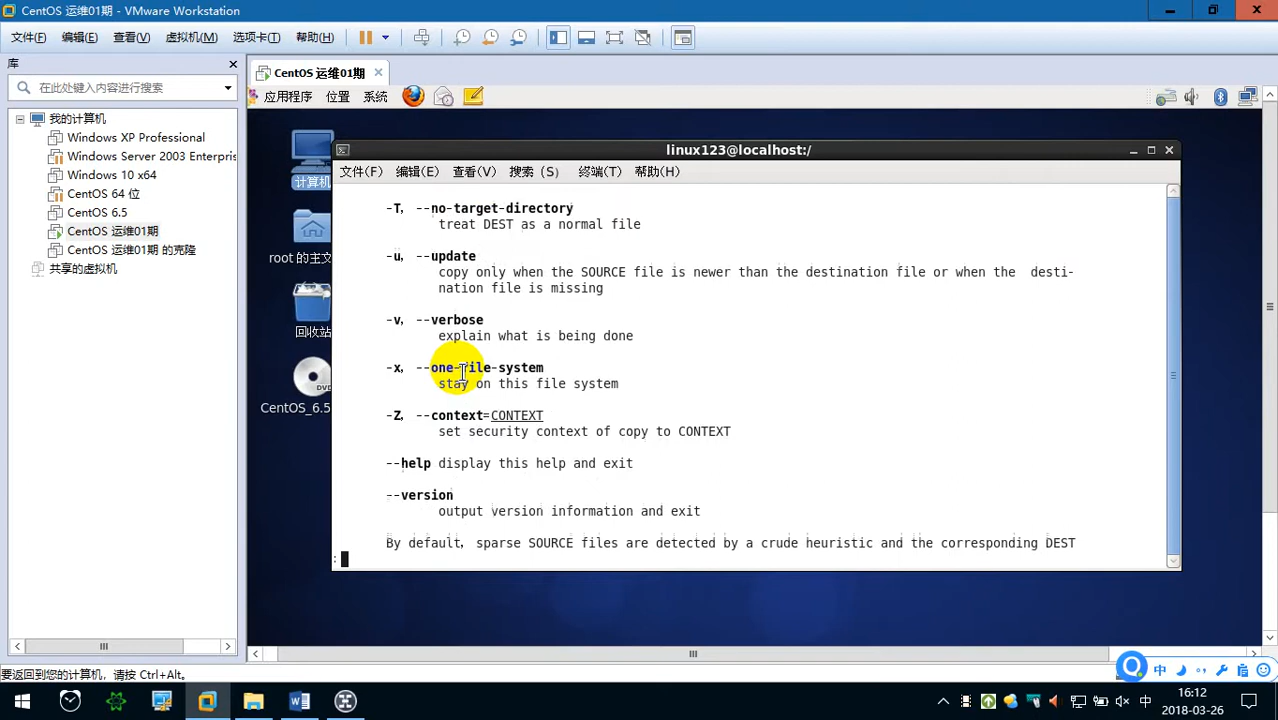 CentOS 运维01期 - VMware Workstation
文件(F) 编辑(E) 查看(V) 虚拟机(M) 选项卡(T) 帮助(H)
库
在此处键入内容进行搜索
我的计算机
Windows XP Professional
Windows Server 2003 Enterpris
Windows 10 x64
CentOS 64 位
CentOS 6.5
CentOS 运维01期
CentOS 运维01期 的克隆
共享的虚拟机
CentOS 运维01期
应用程序 位置 系统
计算机
root 的主文
回收站
DVD
CentOS_6.5
linux123@localhost:/
文件(F) 编辑(E) 查看(V) 搜索 (S) 终端(T) 帮助(H)
-T, --no-target-directory
treat DEST as a normal file
-u, --update
copy only when the SOURCE file is newer than the destination file or when the desti-
nation file is missing
-v, --verbose
explain what is being done
-x, --one-file-system
stay on this file system
-Z, --context=CONTEXT
set security context of copy to CONTEXT
--help display this help and exit
--version
output version information and exit
By default, sparse SOURCE files are detected by a crude heuristic and the corresponding DEST
:
要返回到您的计算机，请按 Ctrl+Alt。
中
中
16:12
2018-03-26